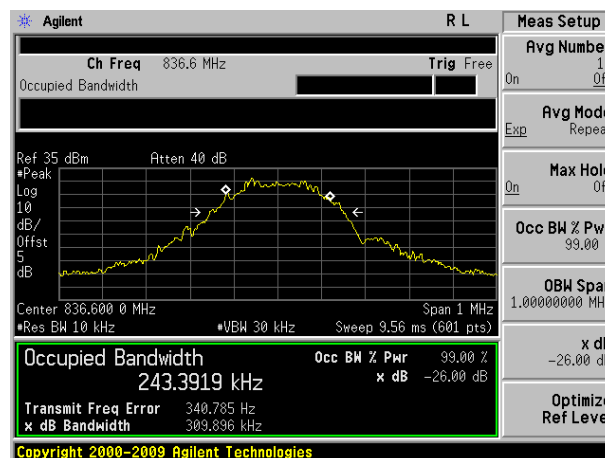 Agilent R L Meas Setup
Avg Number
1
On Of
Ch Freq 836.6 MHz Trig Free
Occupied Bandwidth
Avg Mode
Exp Repea
Ref 35 dBm Atten 40 dB
#Peak
Log
10
dB/
Offst
5
dB
Max Hol
On Of
Occ BW % Pw
99.00
Center 836.600 0 MHz Span 1 MHz
#Res BW 10 kHz #VBW 30 kHz Sweep 9.56 ms (601 pts)
OBW Spa
1.00000000 MH
Occupied Bandwidth Occ BW % Pwr 99.00 %
243.3919 kHz x dB -26.00 dB
x d
-26.00 d
Transmit Freq Error 340.785 Hz
x dB Bandwidth 309.896 kHz
Optimiz
Ref Leve
Copyright 2000-2009 Agilent Technologies